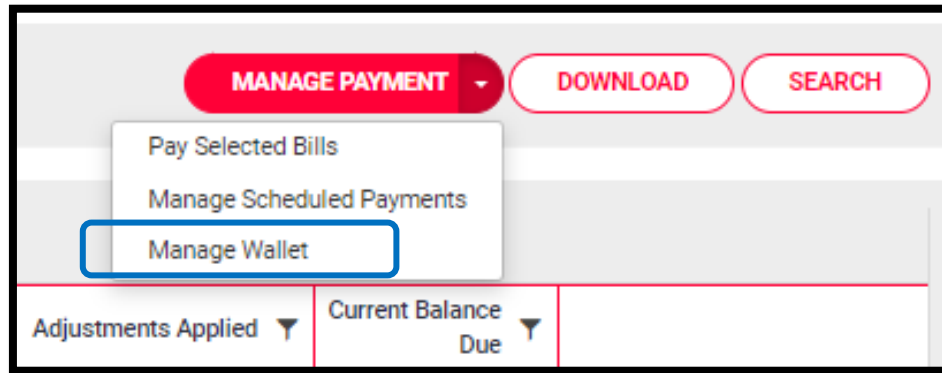 MANAGE PAYMENT
DOWNLOAD
SEARCH
Pay Selected Bills
Manage Scheduled Payments
Manage Wallet
Adjustments Applied
Current Balance
Due